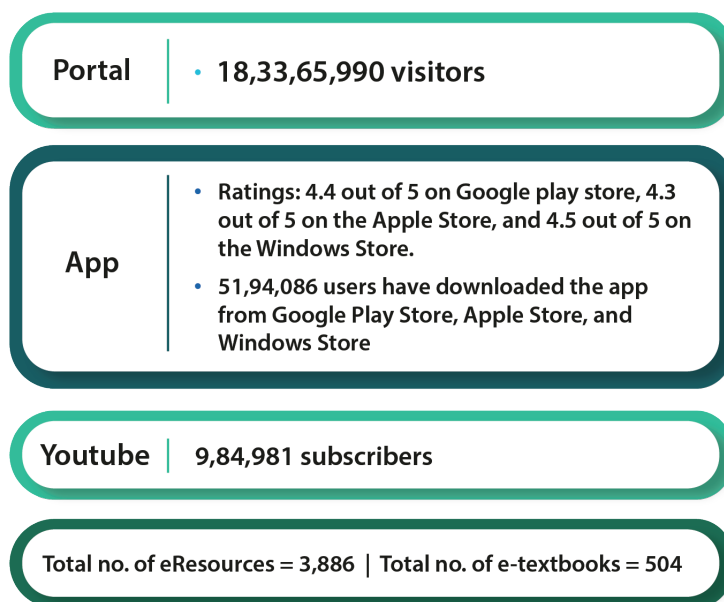 Portal
• 18,33,65,990 visitors
App
• Ratings: 4.4 out of 5 on Google play store, 4.3
out of 5 on the Apple Store, and 4.5 out of 5 on
the Windows Store.
• 51,94,086 users have downloaded the app
from Google Play Store, Apple Store, and
Windows Store
Youtube
9,84,981 subscribers
Total no. of eResources = 3,886 | Total no. of e-textbooks = 504